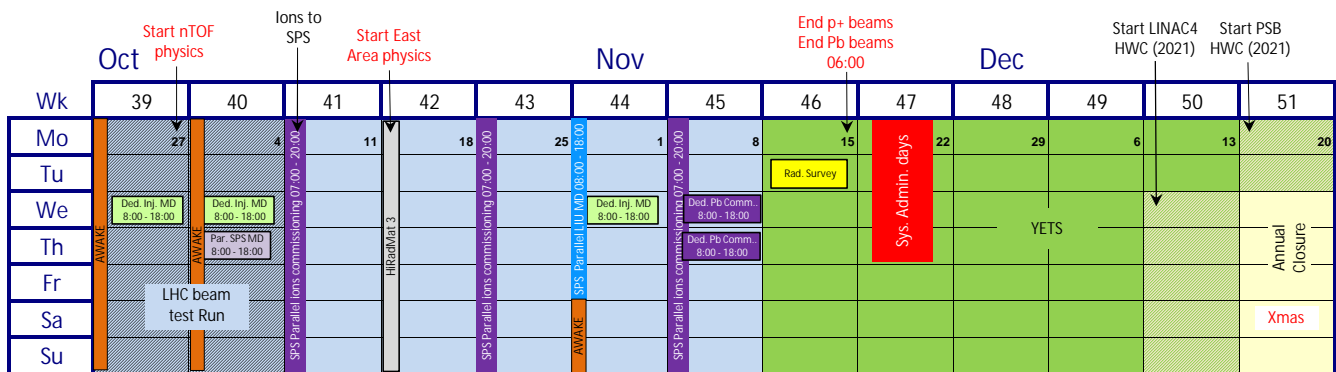 Start nTOF
physics
Ions to
SPS
Start East
Area physics
End p+ beams
End Pb beams
06:00
Start LINAC4
HWC (2021)
Start PSB
HWC (2021)
Oct
Nov
Dec
Wk 39 40 41 42 43 44 45 46 47 48 49 50 51
Mo 27 4 11 18 25 1 8 15 22 29 6 13 20
Tu
We
Th
Fr
Sa
Su
AWAKE
Ded. Inj. MD
8:00 - 18:00
AWAKE
Ded. Inj. MD
8:00 - 18:00
Par. SPS MD
8:00 - 18:00
LHC beam
test Run
SPS Parallel ions commissioning 07:00 - 20:00
HiRadMat 3
SPS Parallel ions commissioning 07:00 - 20:00
SPS Parallel LIU MD 08:00 - 18:00
AWAKE
Ded. Inj. MD
8:00 - 18:00
SPS Parallel ions commissioning 07:00 - 20:00
Ded. Pb Comm..
8:00 - 18:00
Ded. Pb Comm..
8:00 - 18:00
Rad. Survey
Sys. Admin. days
YETS
Annual
Closure
Xmas